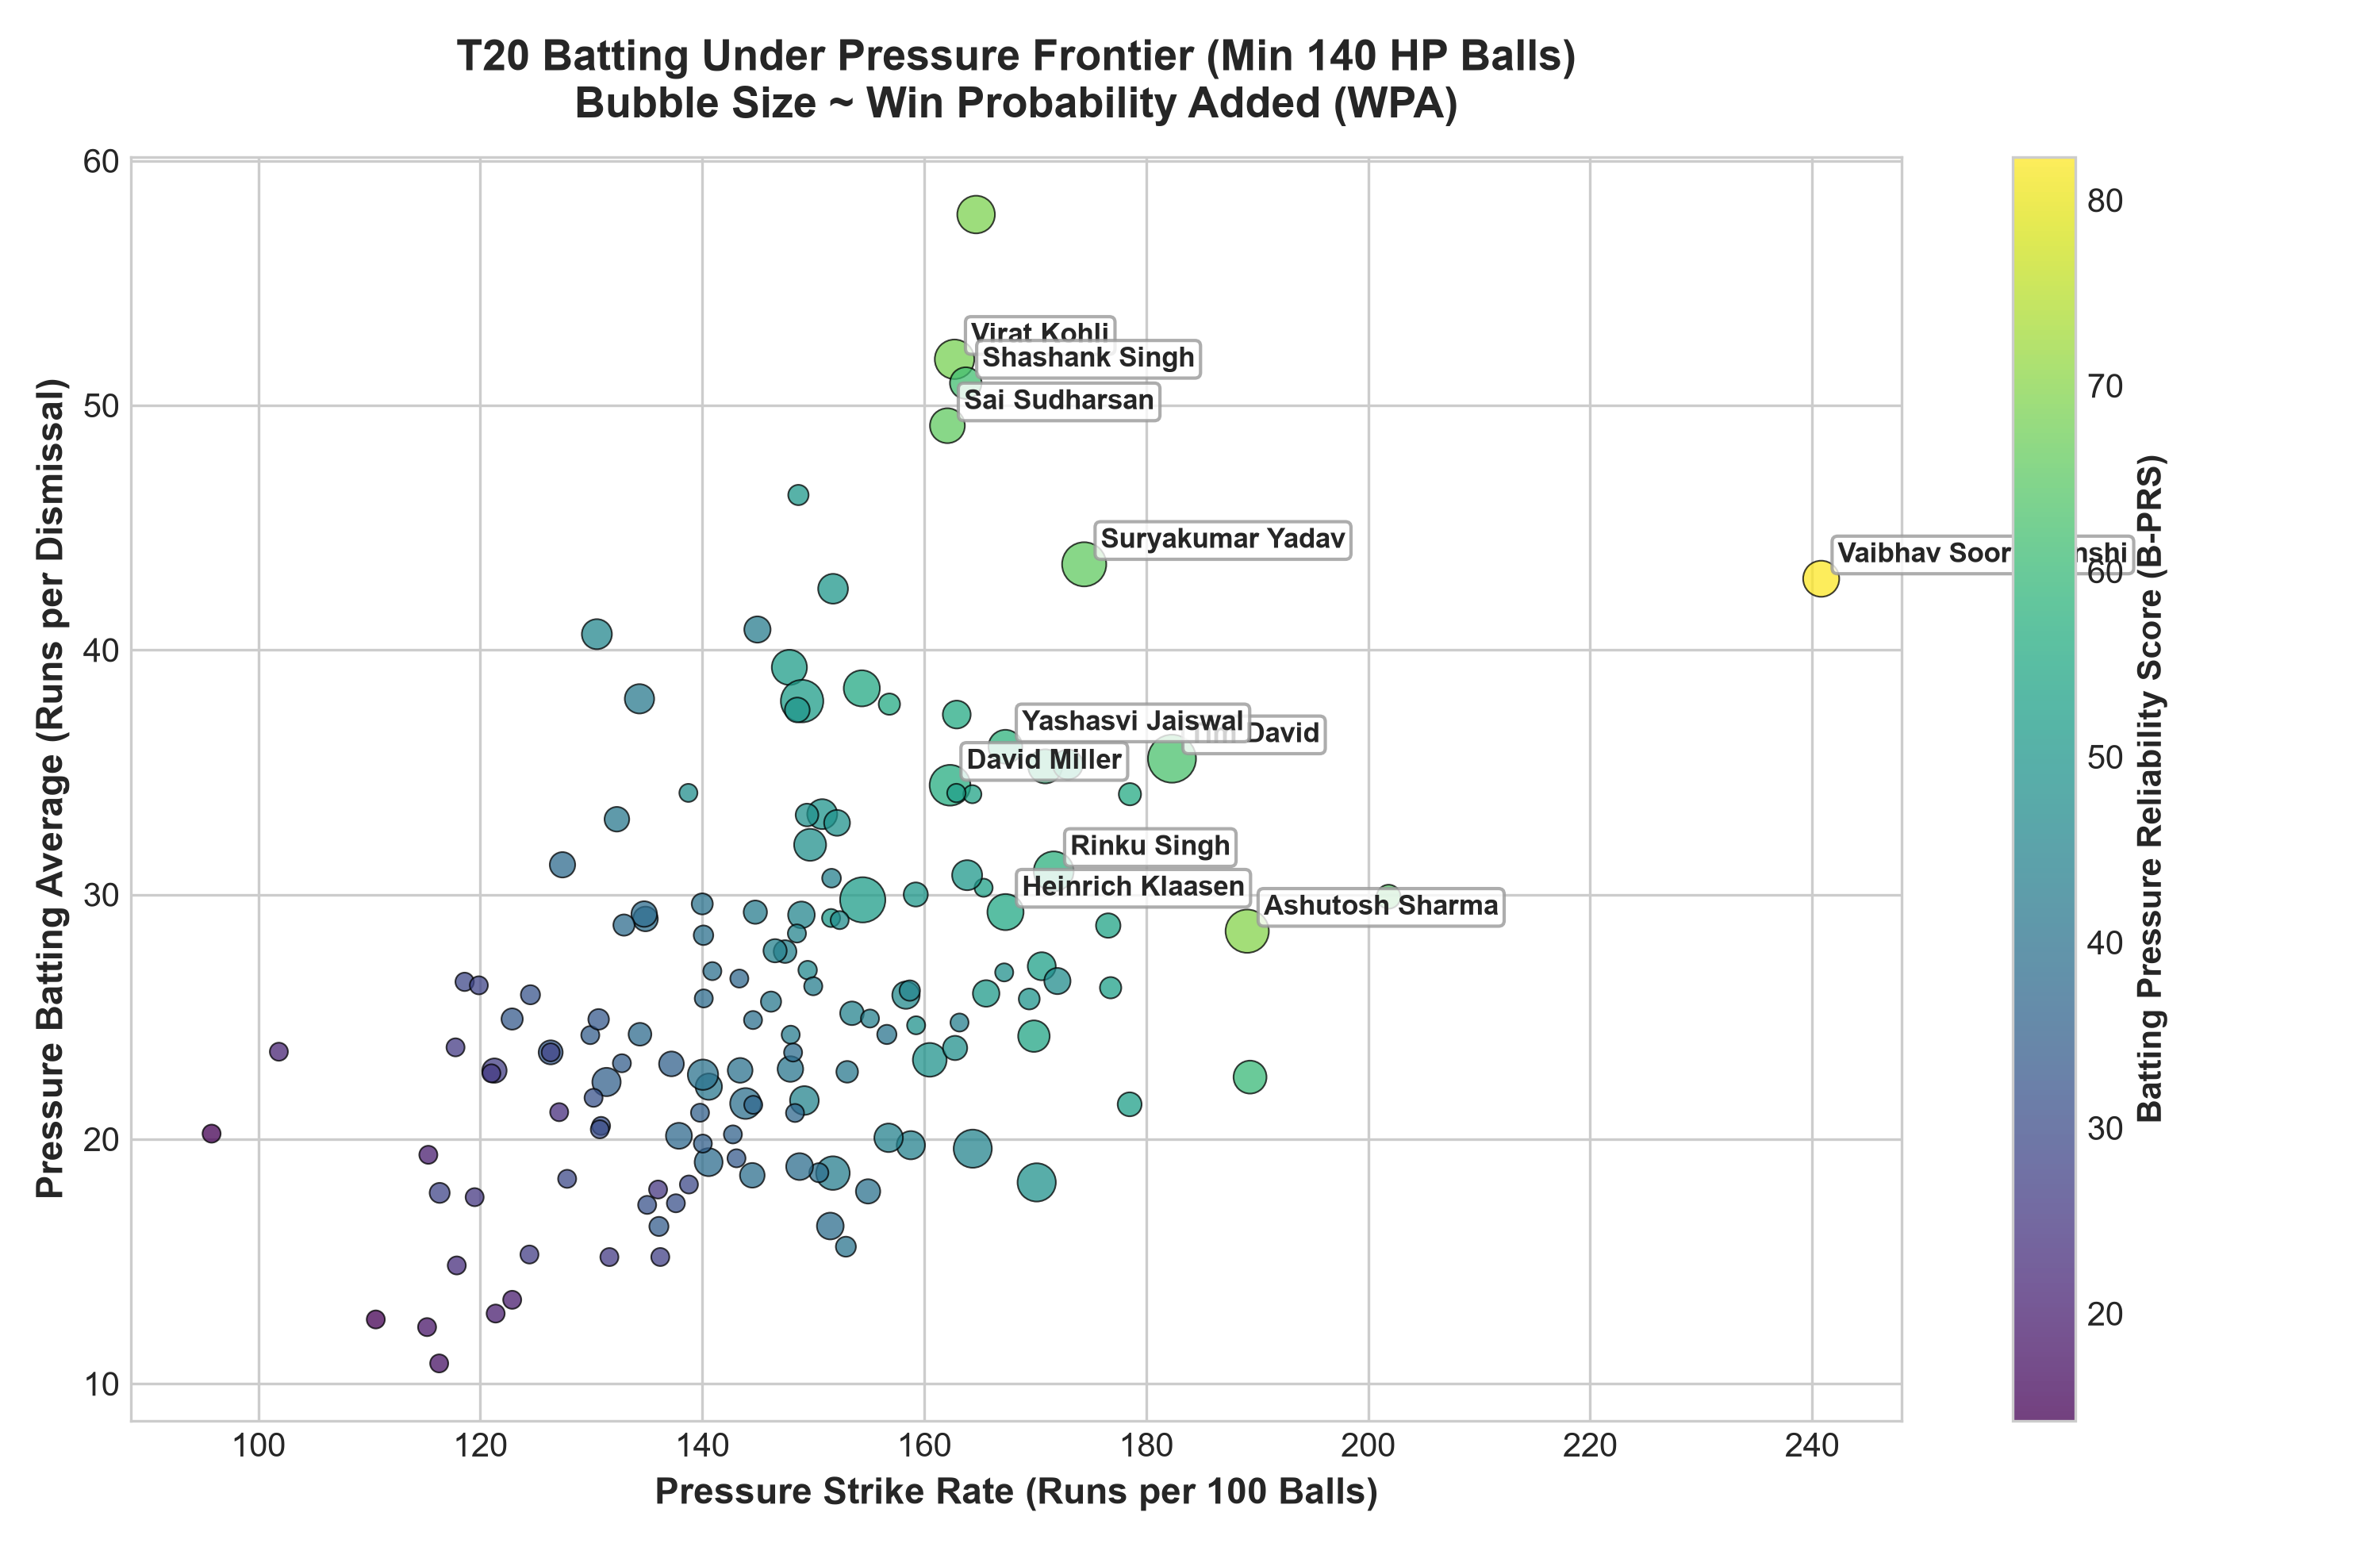 T20 Batting Under Pressure Frontier (Min 140 HP Balls)
Bubble Size ~ Win Probability Added (WPA)
Pressure Batting Average (Runs per Dismissal)
60
50
40
30
20
10
Virat Kohli
Shashank Singh
Sai Sudharsan
Suryakumar Yadav
Vaibhav
Yashasvi Jaiswal
David
David Miller
Rinku Singh
Heinrich Klaasen
Ashutosh Sharma
100 120 140 160 180 200 220 240
Pressure Strike Rate (Runs per 100 Balls)
80
70
60
50
40
30
20
Batting Pressure Reliability Score (B-PRS)